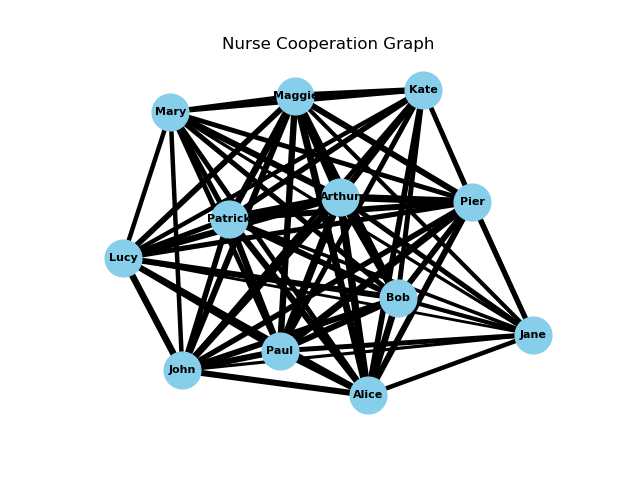 Nurse Cooperation Graph
Kate
Maggie
Mary
Arthur
Pier
Patrick
Lucy
Bob
Jane
Paul
John
Alice